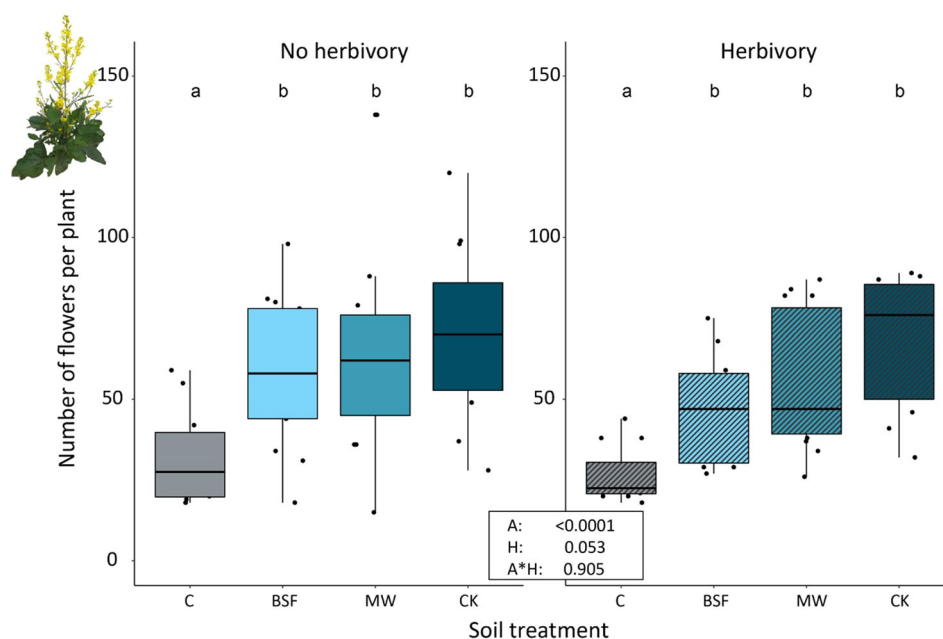 No herbivory
Herbivory
150
a b b b
150
a b b b
Number of flowers per plant
100
100
50
50
0
0
A: <0.0001
H: 0.053
A*H: 0.905
C BSF MW CK
C BSF MW CK
Soil treatment